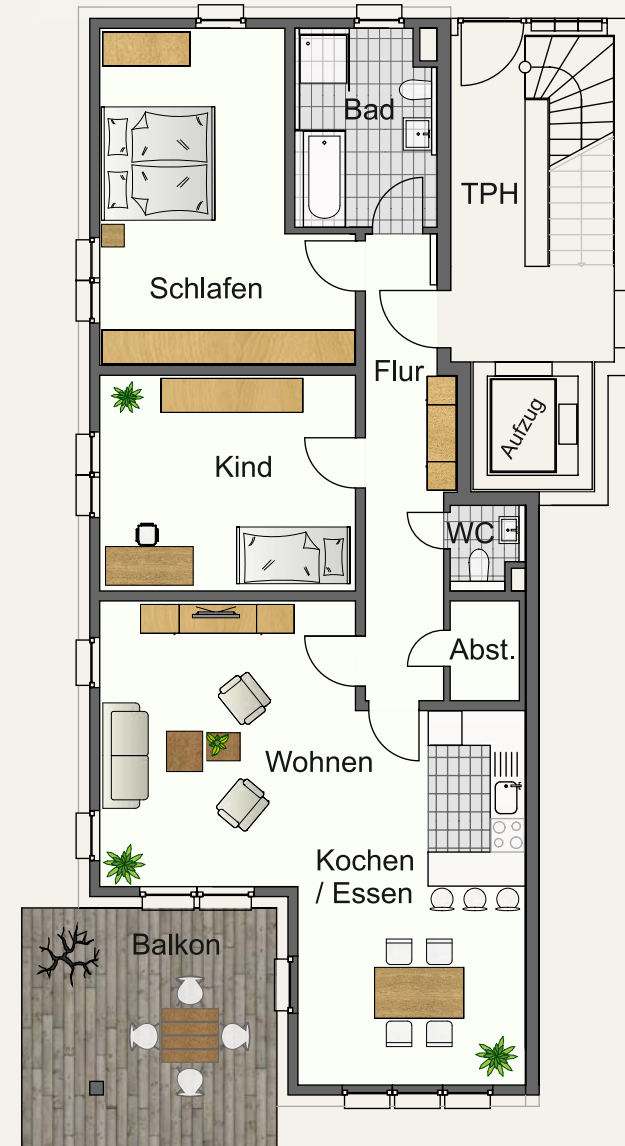 Bad
TPH
Schlafen
Flur
Aufzug
Kind
WC
Abst.
Wohnen
Kochen
/ Essen
Balkon